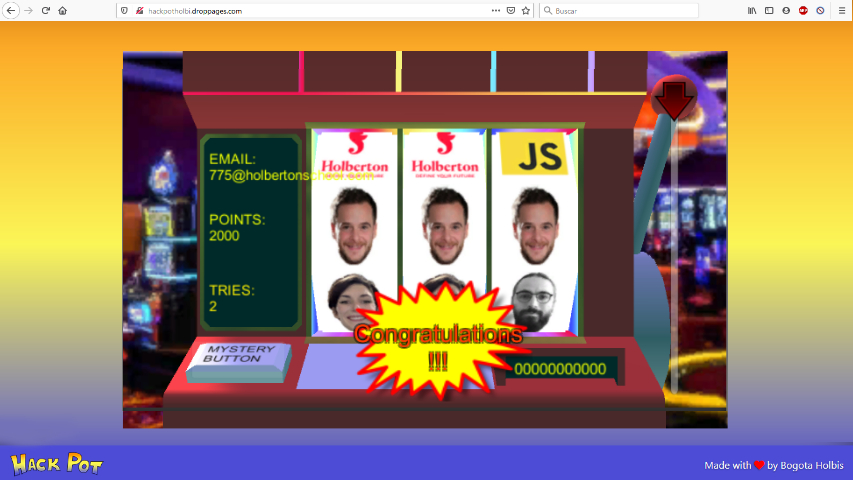 hackpotholbi.droppages.com
Buscar
EMAIL:
775@holbertonschool.com
POINTS:
2000
TRIES:
2
Holberton
DEFINE YOUR FUTURE
Holberton
DEFINE YOUR FUTURE
JS
Congratulations
!!!
MYSTERY
BUTTON
00000000000
HACK POT
Made with ❤ by Bogota Holbis